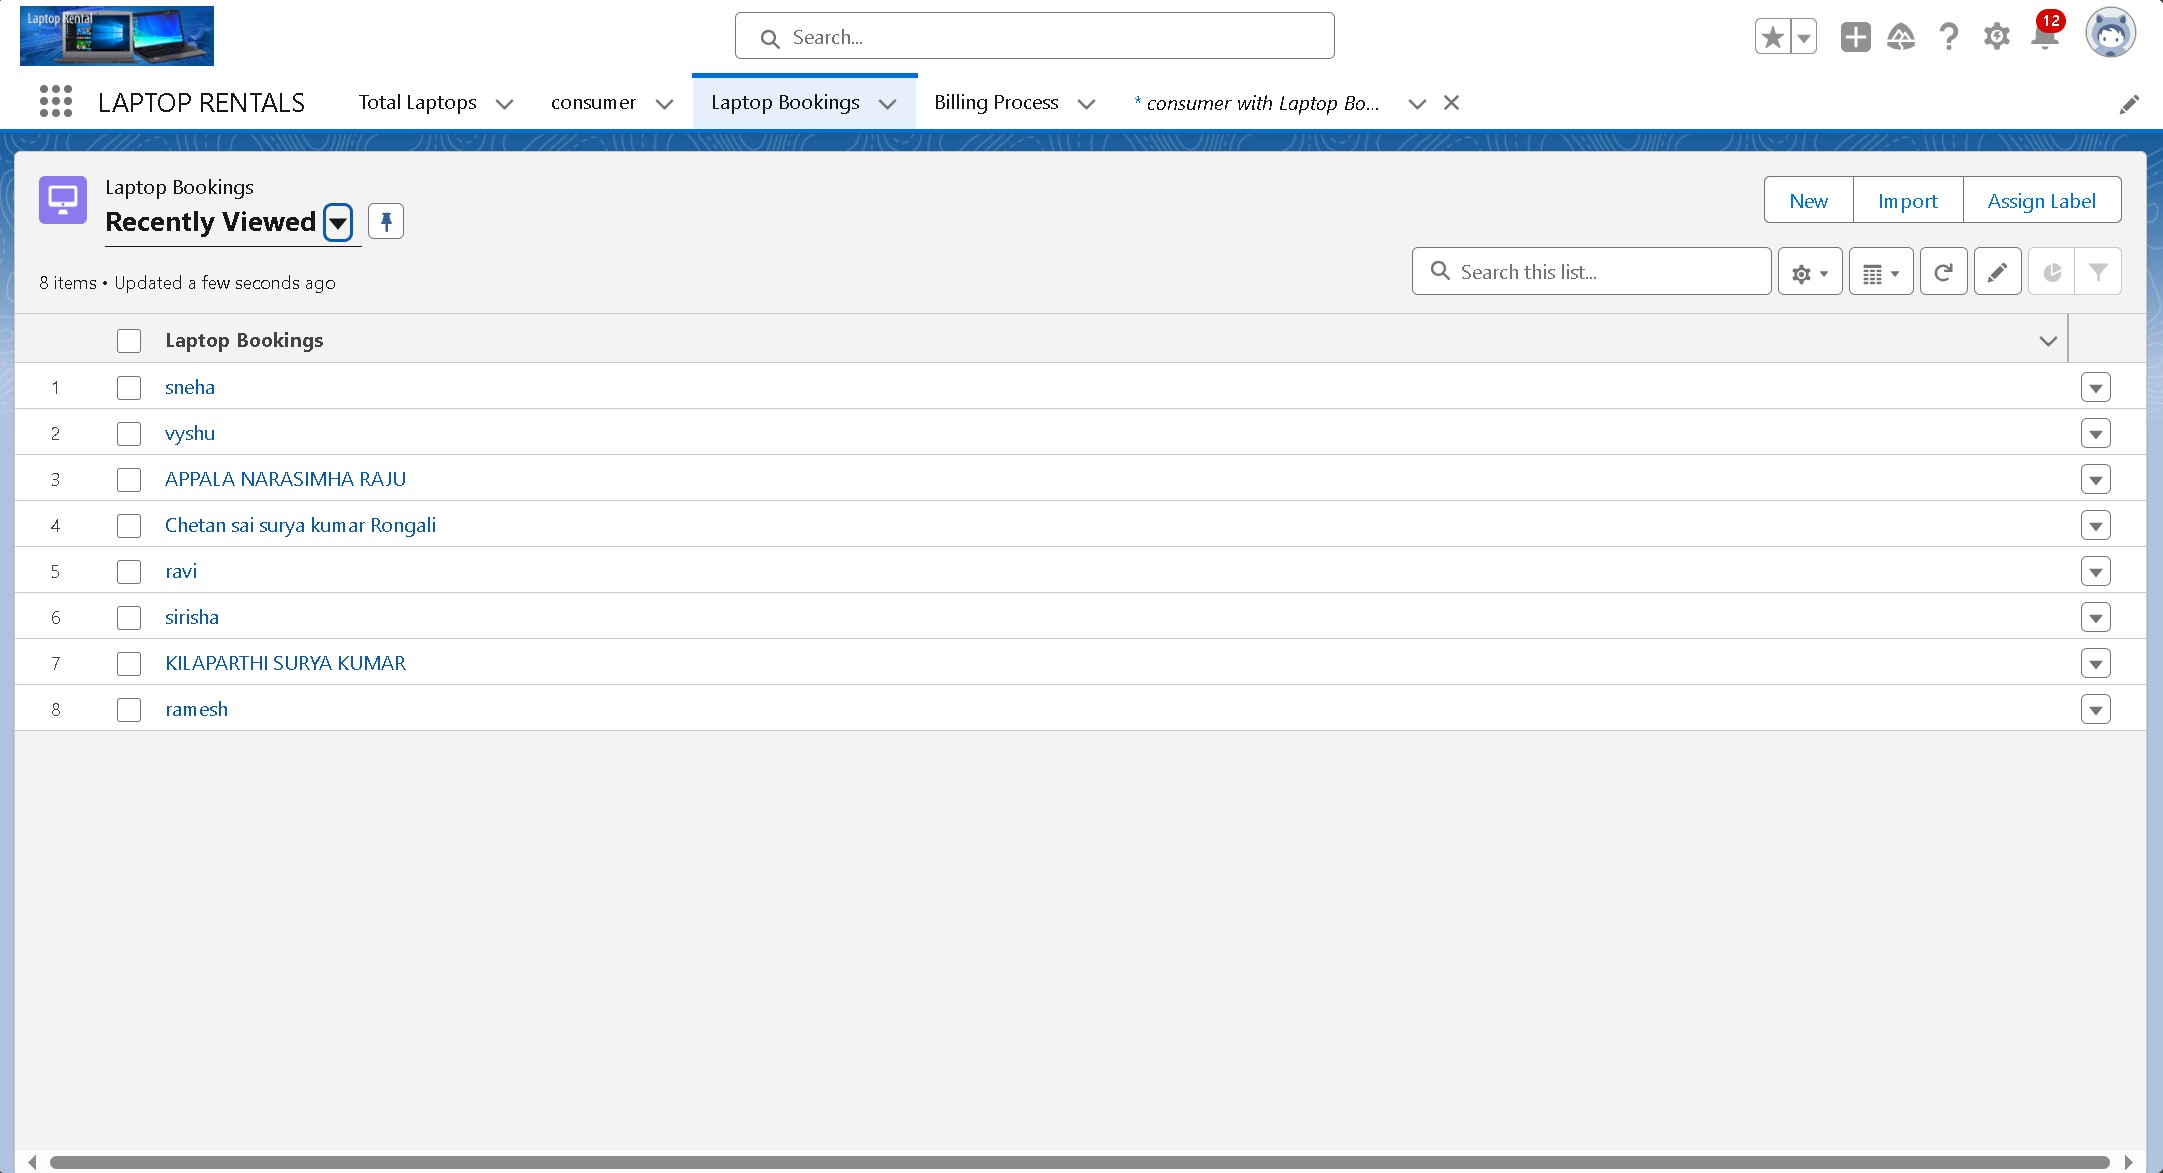 Laptop Rental
Search...
12
LAPTOP RENTALS
Total Laptops
consumer
Laptop Bookings
Billing Process
* consumer with Laptop Bo...
Laptop Bookings
Recently Viewed
New
Import
Assign Label
8 items • Updated a few seconds ago
Search this list...
Laptop Bookings
1 sneha
2 vyshu
3 APPALA NARASIMHA RAJU
4 Chetan sai surya kumar Rongali
5 ravi
6 sirisha
7 KILAPARTHI SURYA KUMAR
8 ramesh